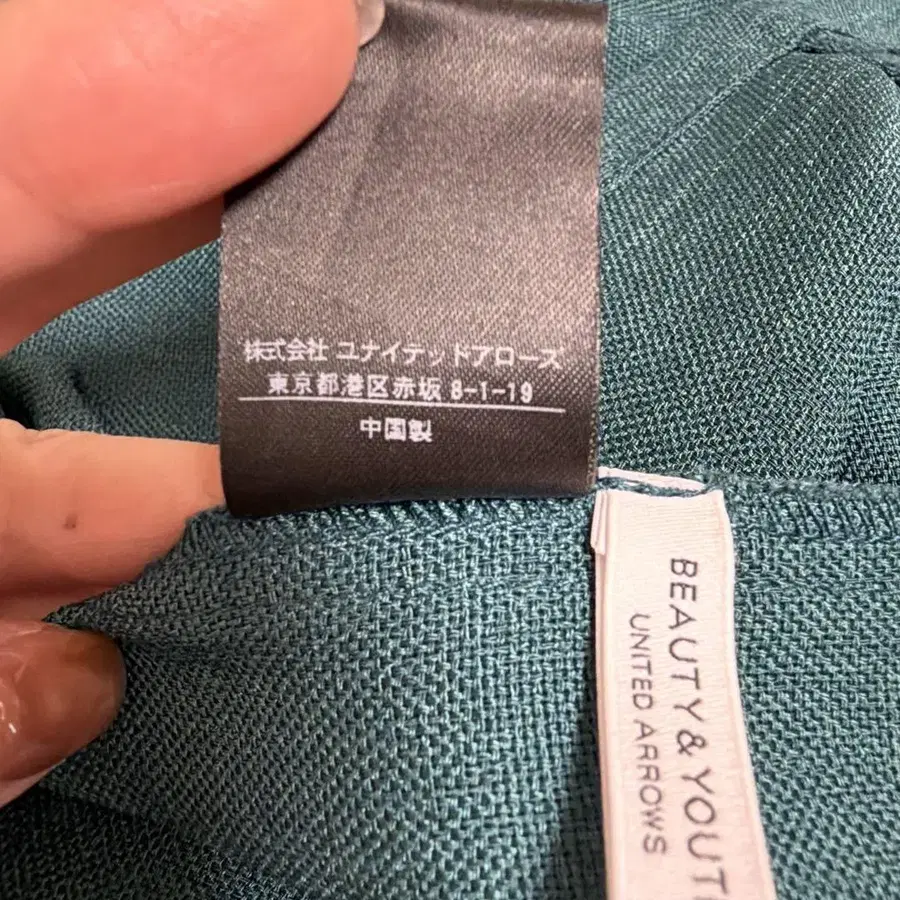 株式会社 ユナイテッドアローズ
東京都港区赤坂 8-1-19
中国製
BEAUTY & YOUT
UNITED ARROWS